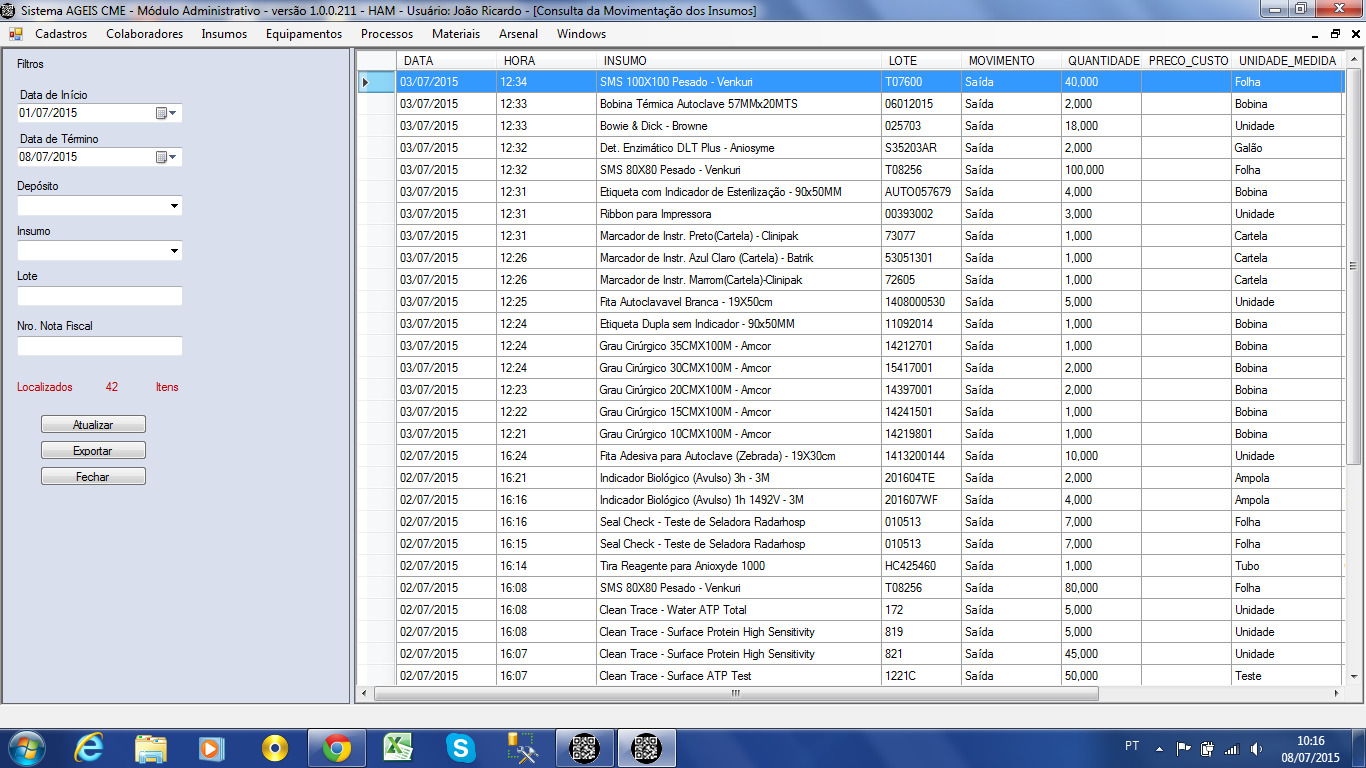 Sistema AGEIS CME - Módulo Administrativo - versão 1.0.0.211 - HAM - Usuário: João Ricardo - [Consulta da Movimentação dos Insumos]
Cadastros Colaboradores Insumos Equipamentos Processos Materiais Arsenal Windows
Filtros
Data de Início
01/07/2015
Data de Término
08/07/2015
Depósito
Insumo
Lote
Nro. Nota Fiscal
Localizados 42 Itens
Atualizar
Exportar
Fechar
DATA HORA INSUMO LOTE MOVIMENTO QUANTIDADE PRECO_CUSTO UNIDADE_MEDIDA
03/07/2015 12:34 SMS 100X100 Pesado - Venkuri T07600 Saída 40,000 Folha
03/07/2015 12:33 Bobina Térmica Autoclave 57MMx20MTS 06012015 Saída 2,000 Bobina
03/07/2015 12:33 Bowie & Dick - Browne 025703 Saída 18,000 Unidade
03/07/2015 12:32 Det. Enzimático DLT Plus - Aniosyme S35203AR Saída 2,000 Galão
03/07/2015 12:32 SMS 80X80 Pesado - Venkuri T08256 Saída 100,000 Folha
03/07/2015 12:31 Etiqueta com Indicador de Esterilização - 90x50MM AUTO057679 Saída 4,000 Bobina
03/07/2015 12:31 Ribbon para Impressora 00393002 Saída 3,000 Unidade
03/07/2015 12:31 Marcador de Instr. Preto(Cartela) - Clinipak 73077 Saída 1,000 Cartela
03/07/2015 12:26 Marcador de Instr. Azul Claro (Cartela) - Batrik 53051301 Saída 1,000 Cartela
03/07/2015 12:26 Marcador de Instr. Marrom(Cartela)-Clinipak 72605 Saída 1,000 Cartela
03/07/2015 12:25 Fita Autoclavavel Branca - 19X50cm 1408000530 Saída 5,000 Unidade
03/07/2015 12:24 Etiqueta Dupla sem Indicador - 90x50MM 11092014 Saída 1,000 Bobina
03/07/2015 12:24 Grau Cirúrgico 35CMX100M - Amcor 14212701 Saída 1,000 Bobina
03/07/2015 12:24 Grau Cirúrgico 30CMX100M - Amcor 15417001 Saída 2,000 Bobina
03/07/2015 12:23 Grau Cirúrgico 20CMX100M - Amcor 14397001 Saída 2,000 Bobina
03/07/2015 12:22 Grau Cirúrgico 15CMX100M - Amcor 14241501 Saída 1,000 Bobina
03/07/2015 12:21 Grau Cirúrgico 10CMX100M - Amcor 14219801 Saída 1,000 Bobina
02/07/2015 16:24 Fita Adesiva para Autoclave (Zebrada) - 19X30cm 1413200144 Saída 10,000 Unidade
02/07/2015 16:21 Indicador Biológico (Avulso) 3h - 3M 201604TE Saída 2,000 Ampola
02/07/2015 16:16 Indicador Biológico (Avulso) 1h 1492V - 3M 201607WF Saída 4,000 Ampola
02/07/2015 16:16 Seal Check - Teste de Seladora Radarhosp 010513 Saída 7,000 Folha
02/07/2015 16:15 Seal Check - Teste de Seladora Radarhosp 010513 Saída 7,000 Folha
02/07/2015 16:14 Tira Reagente para Anioxyde 1000 HC425460 Saída 1,000 Tubo
02/07/2015 16:08 SMS 80X80 Pesado - Venkuri T08256 Saída 80,000 Folha
02/07/2015 16:08 Clean Trace - Water ATP Total 172 Saída 5,000 Unidade
02/07/2015 16:08 Clean Trace - Surface Protein High Sensitivity 819 Saída 5,000 Unidade
02/07/2015 16:07 Clean Trace - Surface Protein High Sensitivity 821 Saída 45,000 Unidade
02/07/2015 16:07 Clean Trace - Surface ATP Test 1221C Saída 50,000 Teste
PT 10:16
08/07/2015